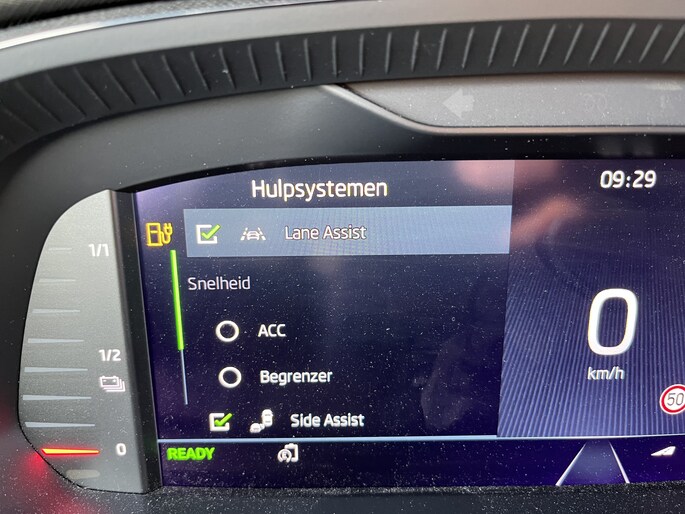 Hulpsystemen
09:29
Lane Assist
1/1
Snelheid
ACC
0
1/2
Begrenzer
km/h
50
Side Assist
0
READY